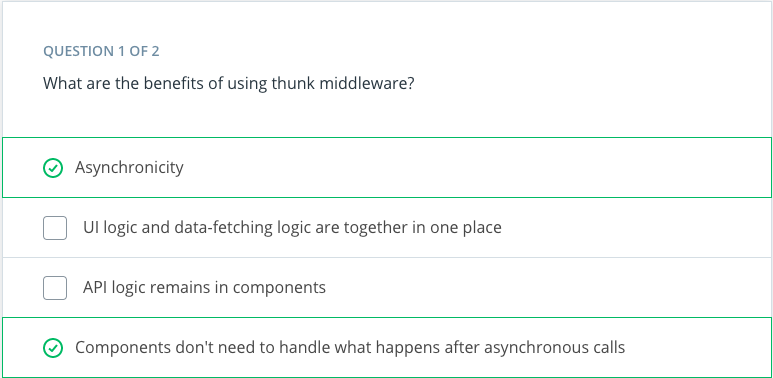 QUESTION 1 OF 2
What are the benefits of using thunk middleware?
Asynchronicity
UI logic and data-fetching logic are together in one place
API logic remains in components
Components don't need to handle what happens after asynchronous calls